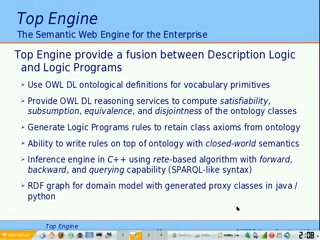 Top Engine
The Semantic Web Engine for the Enterprise
Top Engine provide a fusion between Description Logic
and Logic Programs
Use OWL DL ontological definitions for vocabulary primitives
Provide OWL DL reasoning services to compute satisfiability,
subsumption, equivalence, and disjointness of the ontology classes
Generate Logic Programs rules to retain class axioms from ontology
Ability to write rules on top of ontology with closed-world semantics
Inference engine in C++ using rete-based algorithm with forward,
backward, and querying capability (SPARQL-like syntax)
RDF graph for domain model with generated proxy classes in java /
python
Top Engine
2:08